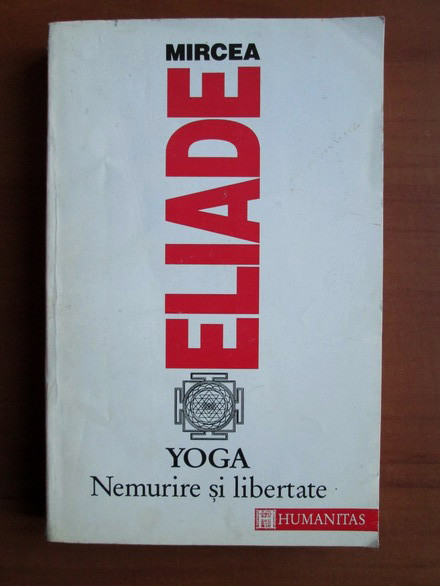 MIRCEA
ELIADE
YOGA
Nemurire și libertate
HUMANITAS